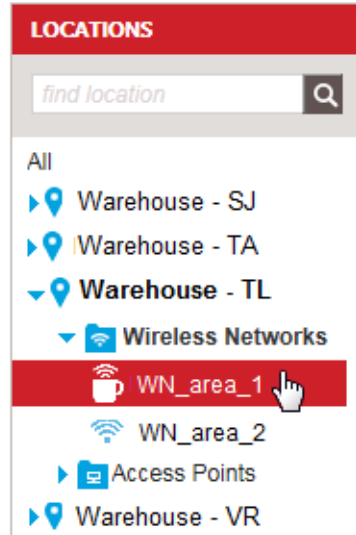 LOCATIONS
find location
All
Warehouse - SJ
Warehouse - TA
Warehouse - TL
Wireless Networks
WN_area_1
WN_area_2
Access Points
Warehouse - VR